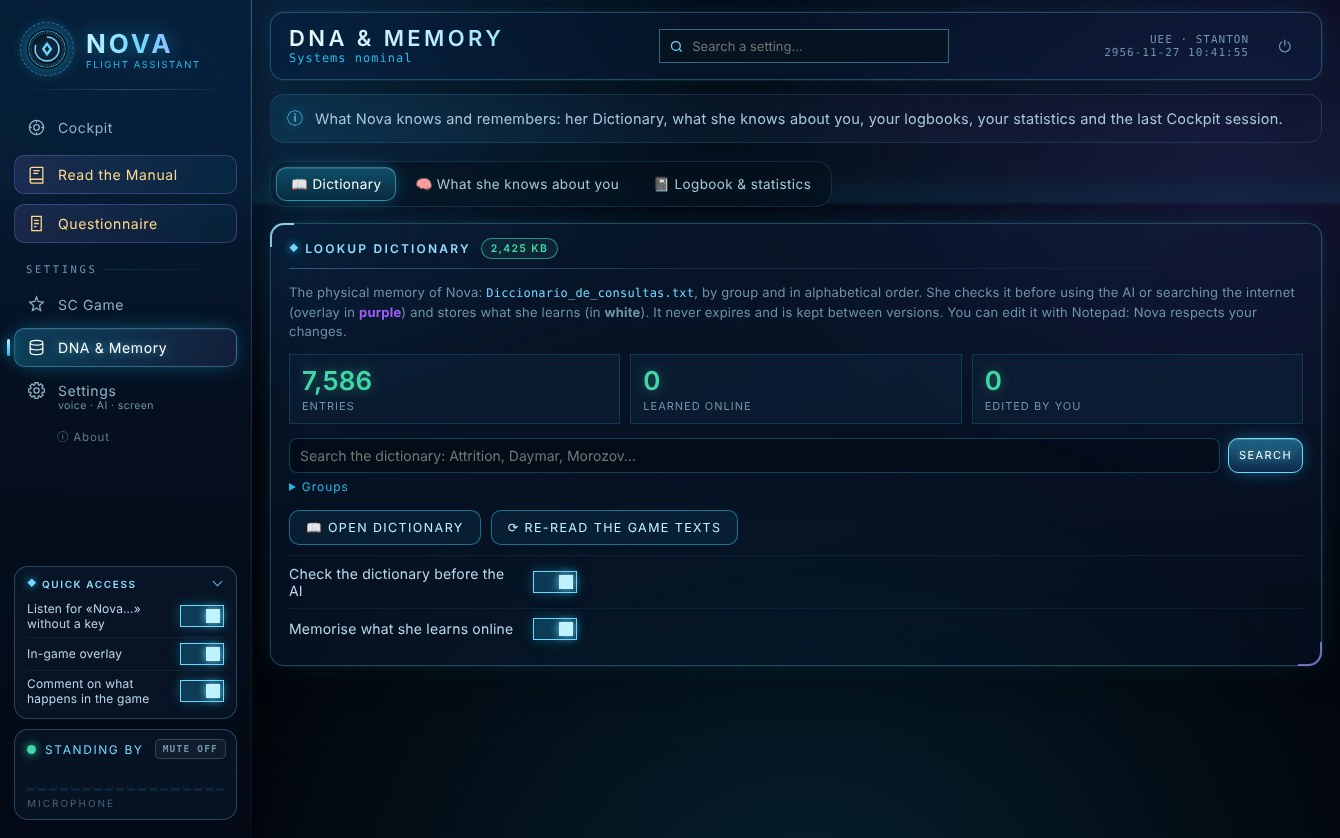 NOVA
FLIGHT ASSISTANT
Cockpit
Read the Manual
Questionnaire
SETTINGS
SC Game
DNA & Memory
Settings
voice · AI · screen
ⓘ About
QUICK ACCESS
Listen for «Nova...»
without a key
In-game overlay
Comment on what
happens in the game
STANDING BY
MUTE OFF
MICROPHONE
DNA & MEMORY
Systems nominal
Search a setting...
UEE · STANTON
2956-11-27 10:41:55
What Nova knows and remembers: her Dictionary, what she knows about you, your logbooks, your statistics and the last Cockpit session.
Dictionary
What she knows about you
Logbook & statistics
LOOKUP DICTIONARY
2,425 KB
The physical memory of Nova: Diccionario_de_consultas.txt, by group and in alphabetical order. She checks it before using the AI or searching the internet
(overlay in purple) and stores what she learns (in white). It never expires and is kept between versions. You can edit it with Notepad: Nova respects your
changes.
7,586
ENTRIES
0
LEARNED ONLINE
0
EDITED BY YOU
Search the dictionary: Attrition, Daymar, Morozov...
SEARCH
Groups
OPEN DICTIONARY
⟳ RE-READ THE GAME TEXTS
Check the dictionary before the
AI
Memorise what she learns online